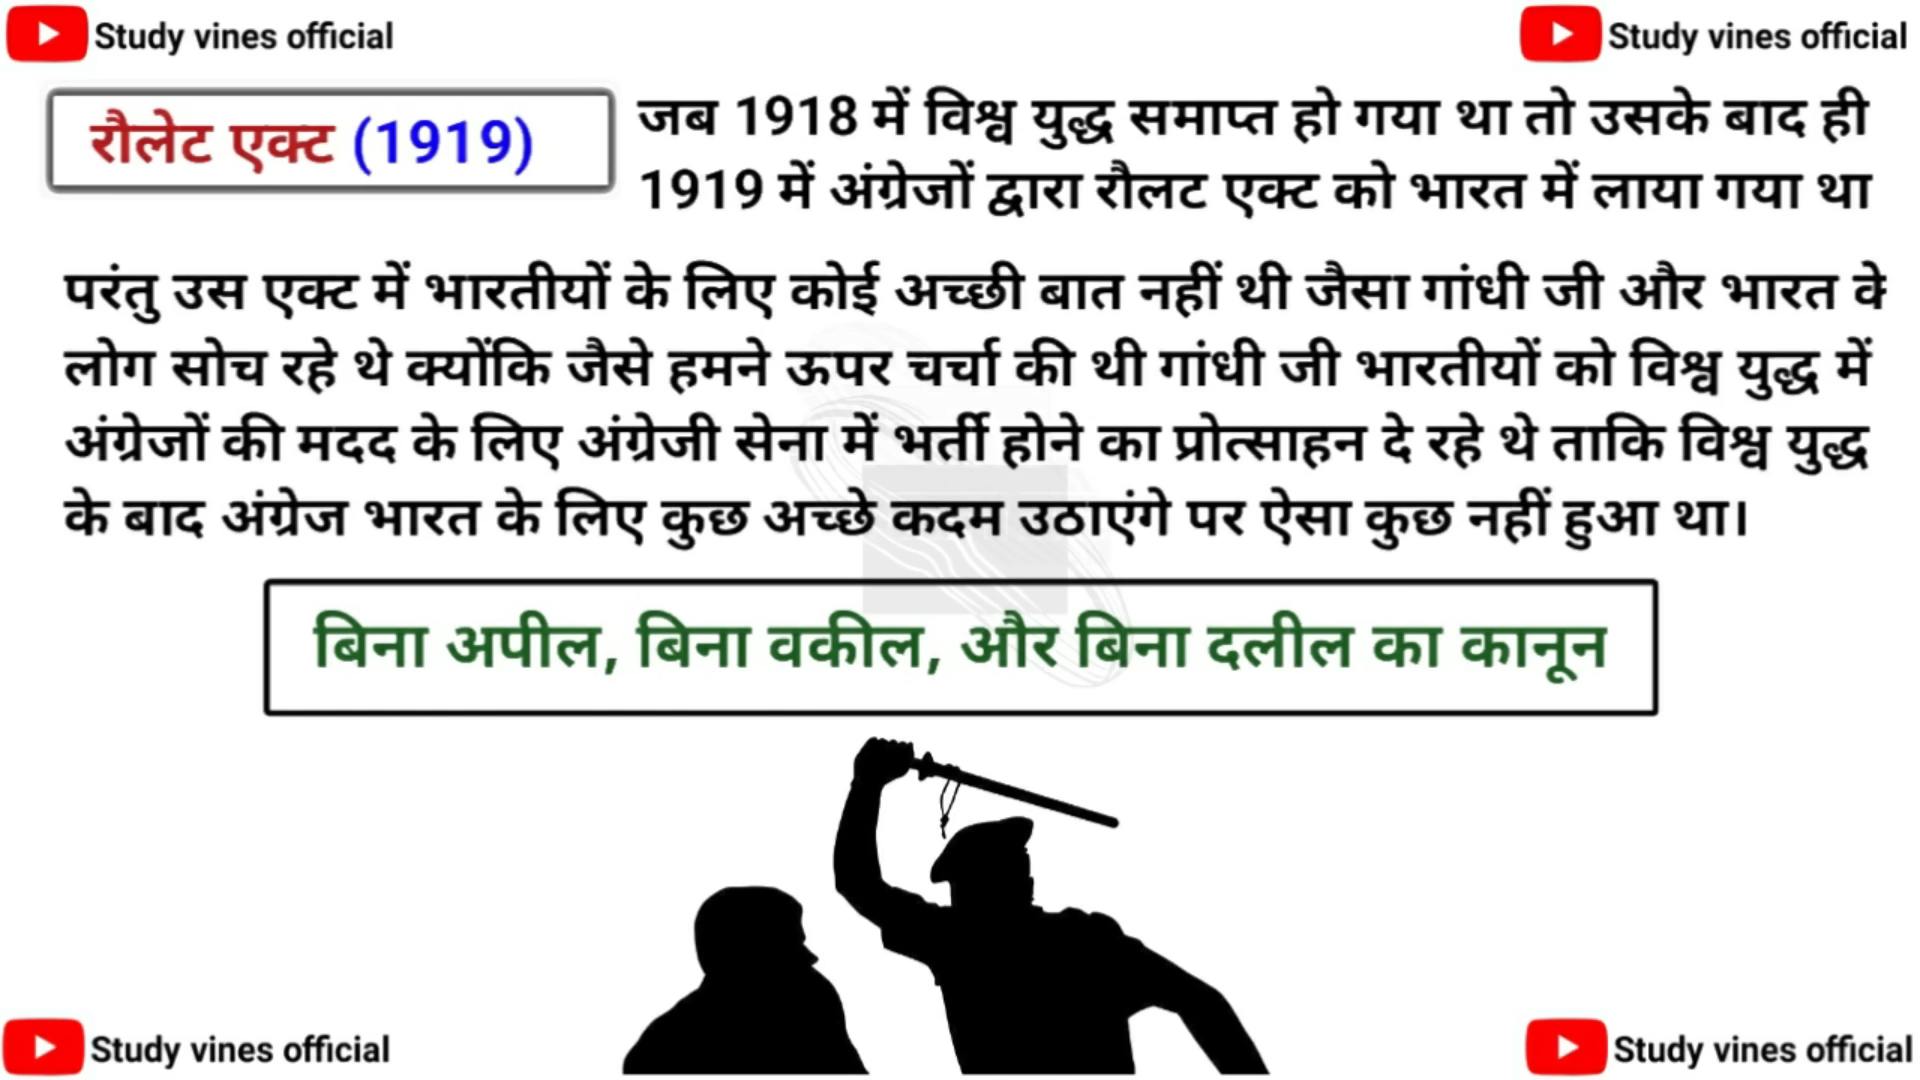 Study vines official
Study vines official
रौलेट एक्ट (1919)
जब 1918 में विश्व युद्ध समाप्त हो गया था तो उसके बाद ही
1919 में अंग्रेजों द्वारा रौलट एक्ट को भारत में लाया गया था
परंतु उस एक्ट में भारतीयों के लिए कोई अच्छी बात नहीं थी जैसा गांधी जी और भारत के
लोग सोच रहे थे क्योंकि जैसे हमने ऊपर चर्चा की थी गांधी जी भारतीयों को विश्व युद्ध में
अंग्रेजों की मदद के लिए अंग्रेजी सेना में भर्ती होने का प्रोत्साहन दे रहे थे ताकि विश्व युद्ध
के बाद अंग्रेज भारत के लिए कुछ अच्छे कदम उठाएंगे पर ऐसा कुछ नहीं हुआ था।
बिना अपील, बिना वकील, और बिना दलील का कानून
Study vines official
Study vines official